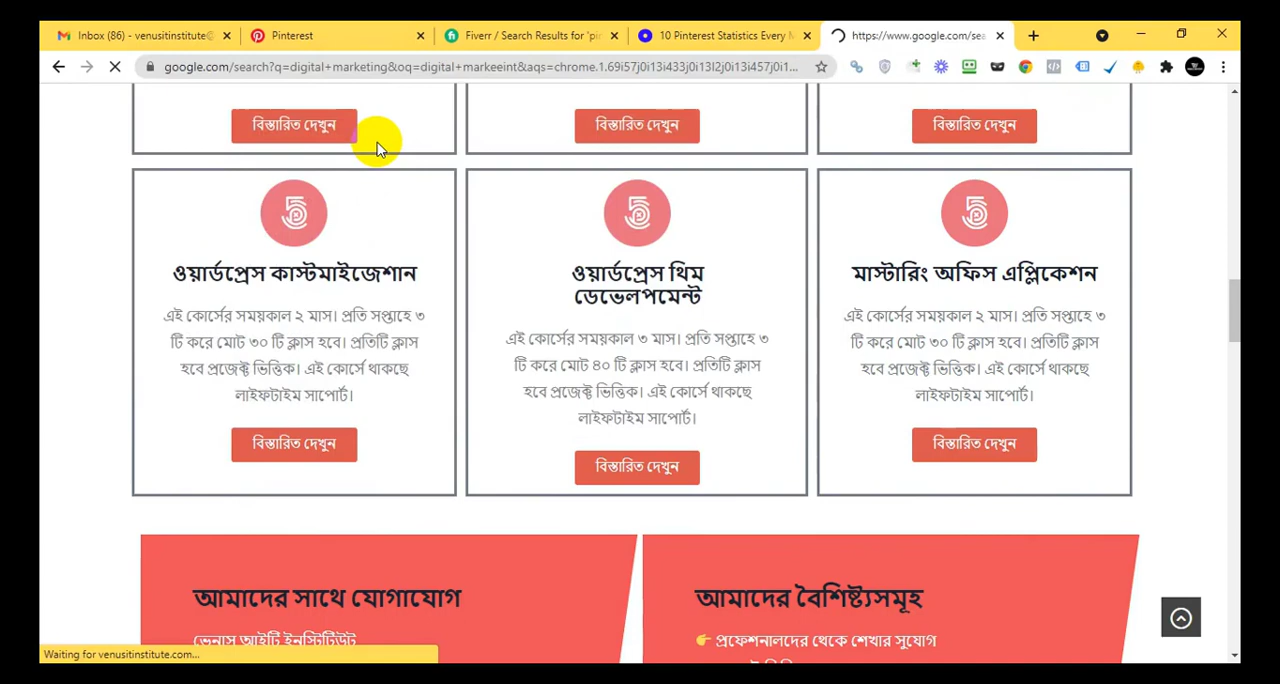 Inbox (86) - venusitinstitute@
Pinterest
Fiverr / Search Results for 'pin
10 Pinterest Statistics Every M
https://www.google.com/sea
google.com/search?q=digital+marketing&oq=digital+markeeint&aqs=chrome.1.69i57j0i13i433j0i13l2j0i13i457j0i1...
বিস্তারিত দেখুন
বিস্তারিত দেখুন
বিস্তারিত দেখুন
ওয়ার্ডপ্রেস কাস্টমাইজেশান
এই কোর্সের সময়কাল ২ মাস। প্রতি সপ্তাহে ৩
টি করে মোট ৩০ টি ক্লাস হবে। প্রতিটি ক্লাস
হবে প্রজেক্ট ভিত্তিক। এই কোর্সে থাকছে
লাইফটাইম সাপোর্ট।
বিস্তারিত দেখুন
ওয়ার্ডপ্রেস থিম
ডেভেলপমেন্ট
এই কোর্সের সময়কাল ৩ মাস। প্রতি সপ্তাহে ৩
টি করে মোট ৪০ টি ক্লাস হবে। প্রতিটি ক্লাস
হবে প্রজেক্ট ভিত্তিক। এই কোর্সে থাকছে
লাইফটাইম সাপোর্ট।
বিস্তারিত দেখুন
মাস্টারিং অফিস এপ্লিকেশন
এই কোর্সের সময়কাল ২ মাস। প্রতি সপ্তাহে ৩
টি করে মোট ৩০ টি ক্লাস হবে। প্রতিটি ক্লাস
হবে প্রজেক্ট ভিত্তিক। এই কোর্সে থাকছে
লাইফটাইম সাপোর্ট।
বিস্তারিত দেখুন
আমাদের সাথে যোগাযোগ
ভেনাস আইটি ইনস্টিটিউট
আমাদের বৈশিষ্ট্যসমূহ
👉 প্রফেশনালদের থেকে শেখার সুযোগ
Waiting for venusitinstitute.com...